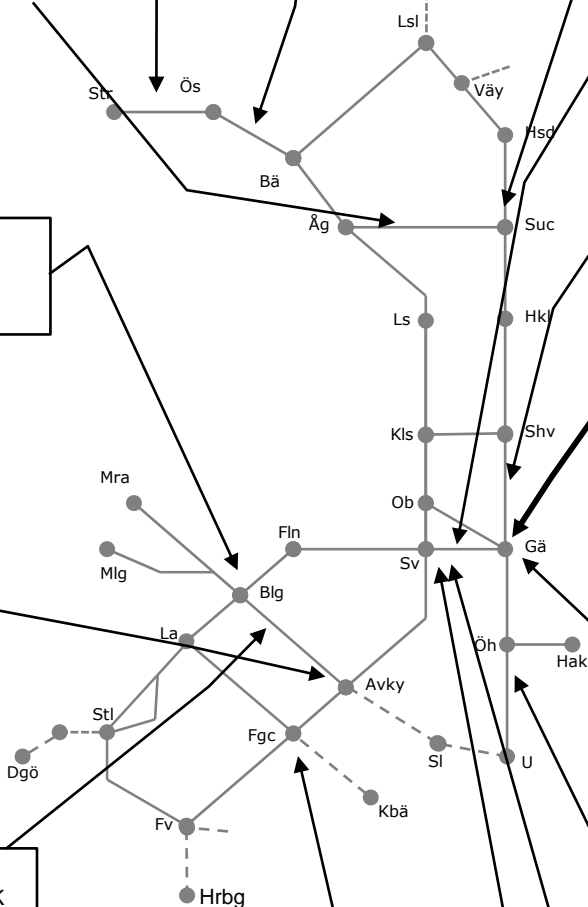 Lsl
Väy
Str
Ös
Hsd
Bä
Åg
Suc
Ls
Hkl
Kls
Shv
Mra
Ob
Fln
Gä
Mlg
Sv
Blg
La
Öh
Hak
Avky
Stl
Fgc
Sl
U
Dgö
Kbä
Fv
K
Hrbg